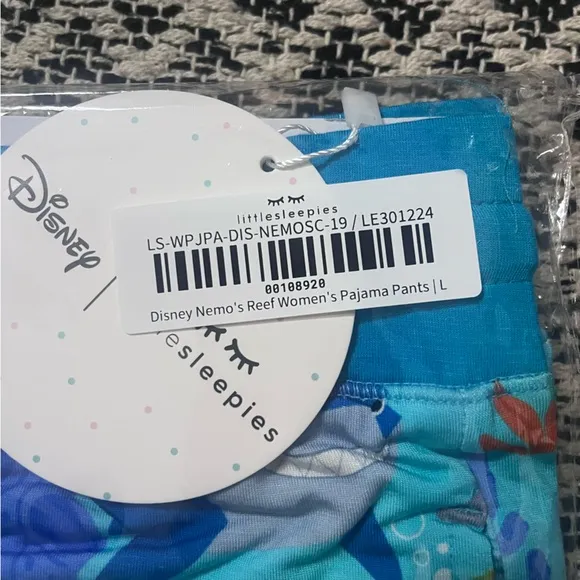 Disney
littlesleepies
LS-WPJPA-DIS-NEMOSC-19 / LE301224
00108920
Disney Nemo's Reef Women's Pajama Pants | L
esleepies